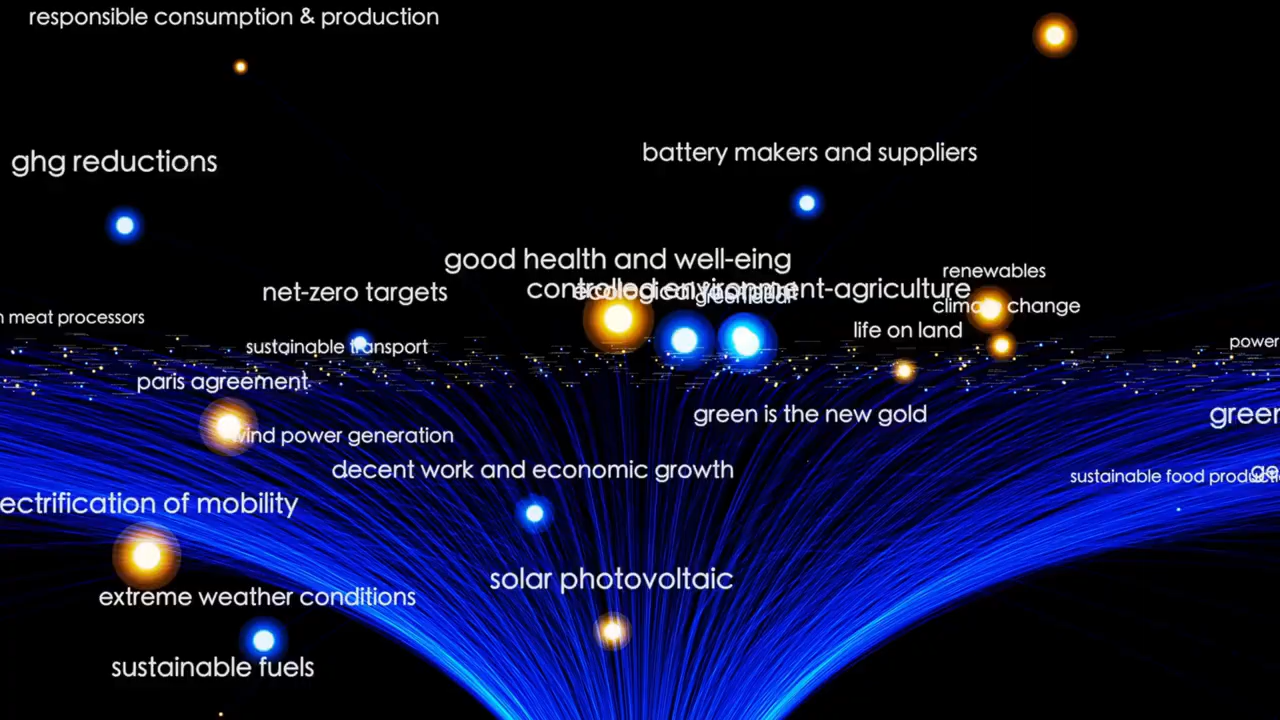 responsible consumption & production
ghg reductions
battery makers and suppliers
good health and well-eing
renewables
net-zero targets
controlled environment-agriculture
climate change
meat processors
life on land
sustainable transport
power
paris agreement
green is the new gold
green
wind power generation
decent work and economic growth
sustainable food
ectrification of mobility
solar photovoltaic
extreme weather conditions
sustainable fuels